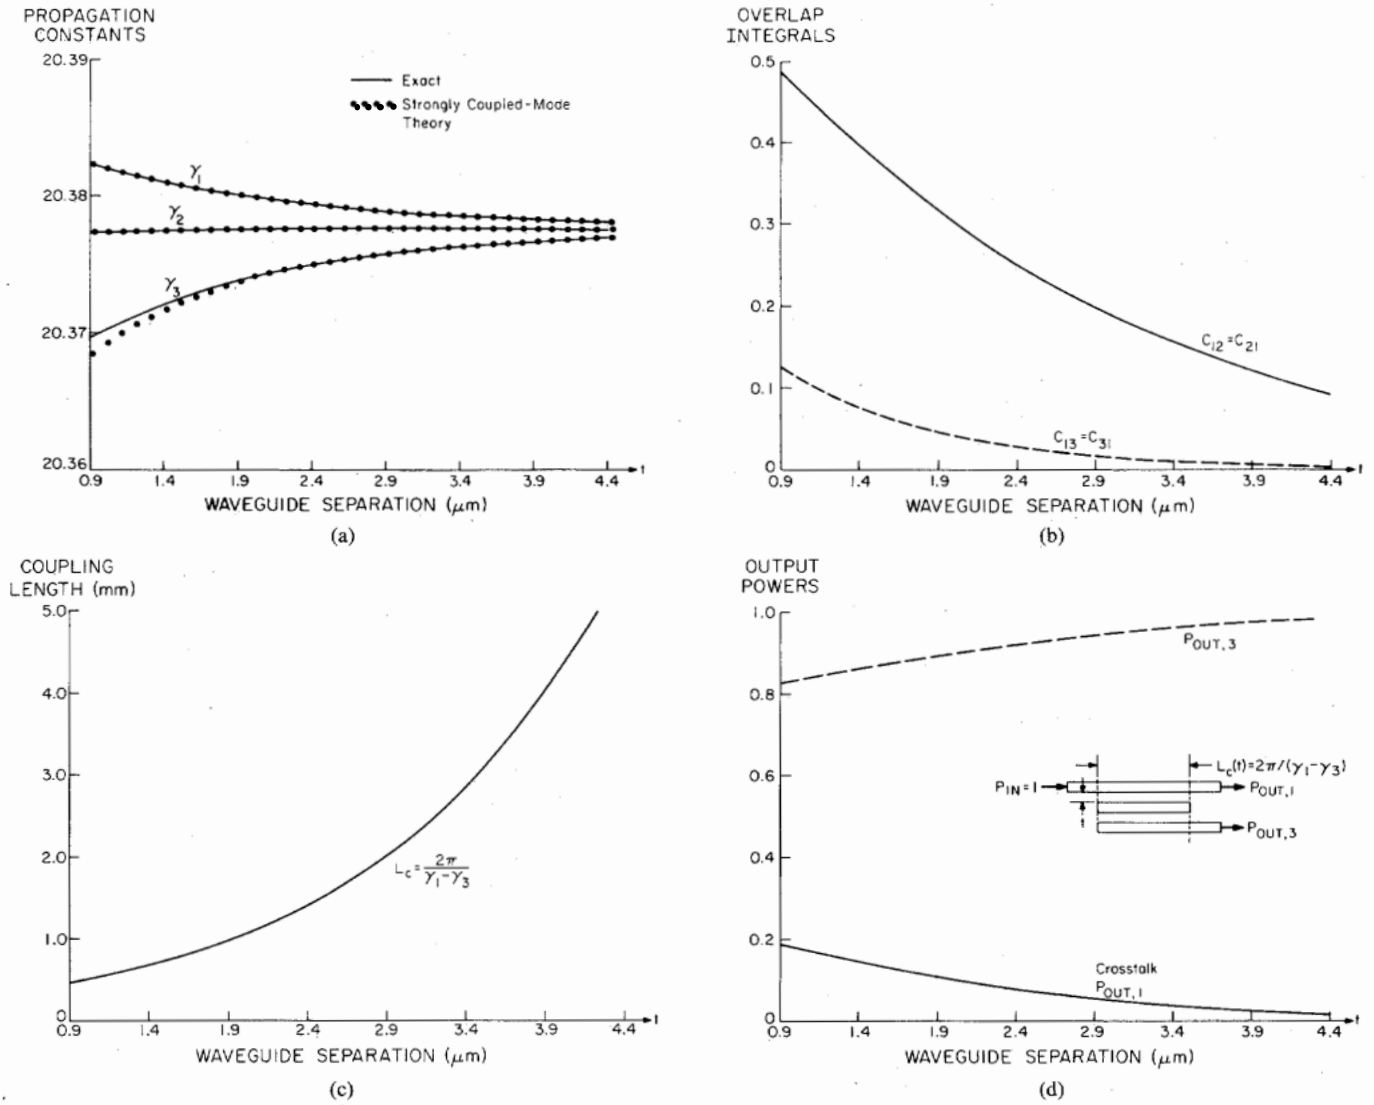 PROPAGATION
CONSTANTS
20.39
20.38
20.37
20.36
Exact
Strongly Coupled-Mode
Theory
γ₁
γ₂
γ₃
0.9 1.4 1.9 2.4 2.9 3.4 3.9 4.4 t
WAVEGUIDE SEPARATION (μm)
(a)
OVERLAP
INTEGRALS
0.5
0.4
0.3
0.2
0.1
0
C₁₂=C₂₁
C₁₃=C₃₁
0.9 1.4 1.9 2.4 2.9 3.4 3.9 4.4 t
WAVEGUIDE SEPARATION (μm)
(b)
COUPLING
LENGTH (mm)
5.0
4.0
3.0
2.0
1.0
0
L_c = 2π/(γ₁-γ₃)
0.9 1.4 1.9 2.4 2.9 3.4 3.9 4.4 t
WAVEGUIDE SEPARATION (μm)
(c)
OUTPUT
POWERS
1.0
0.8
0.6
0.4
0.2
0
P_OUT,3
L_c(t)=2π/(γ₁-γ₃)
P_IN=1
P_OUT,1
t
P_OUT,3
Crosstalk
P_OUT,1
0.9 1.4 1.9 2.4 2.9 3.4 3.9 4.4 t
WAVEGUIDE SEPARATION (μm)
(d)